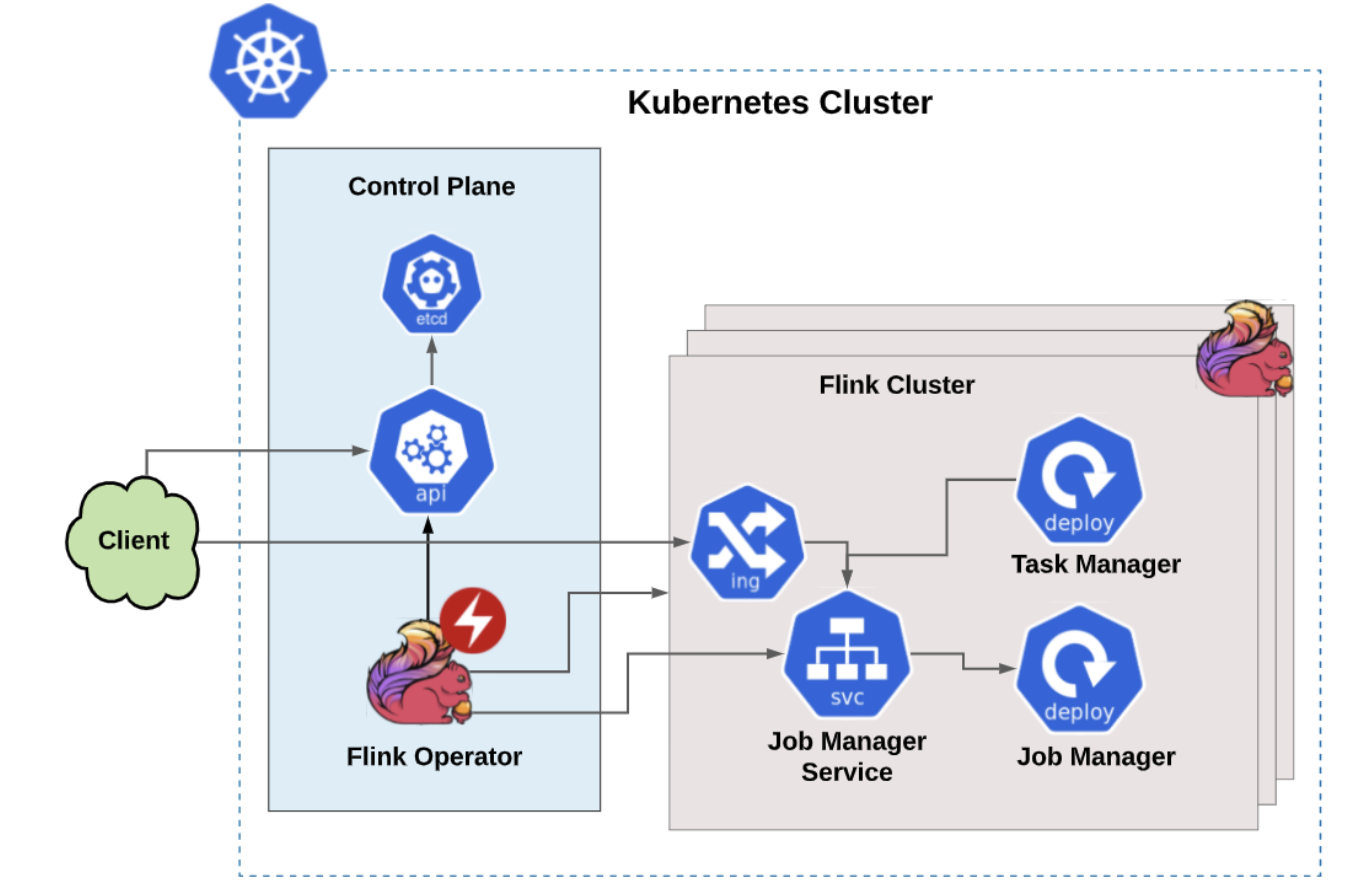 Kubernetes Cluster
Control Plane
etcd
api
Client
Flink Operator
Flink Cluster
ing
deploy
Task Manager
svc
Job Manager
Service
deploy
Job Manager